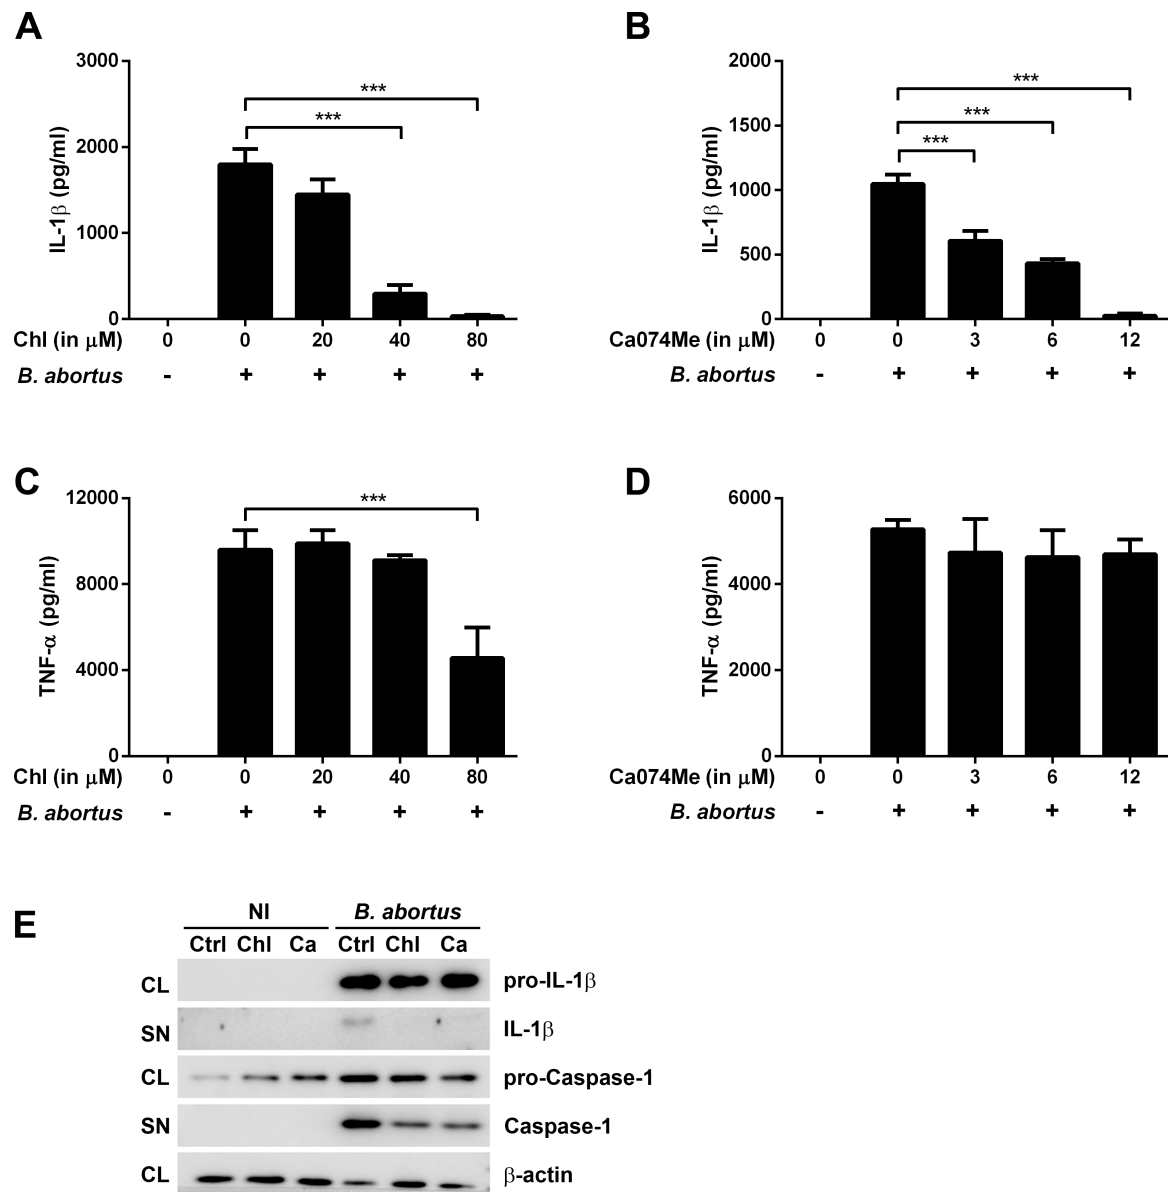 A
3000
2000
1000
0
IL-1β (pg/ml)
***
***
Chl (in μM) 0 0 20 40 80
B. abortus - + + + +
B
2000
1500
1000
500
0
IL-1β (pg/ml)
***
***
***
Ca074Me (in μM) 0 0 3 6 12
B. abortus - + + + +
C
12000
8000
4000
0
TNF-α (pg/ml)
***
Chl (in μM) 0 0 20 40 80
B. abortus - + + + +
D
6000
4000
2000
0
TNF-α (pg/ml)
Ca074Me (in μM) 0 0 3 6 12
B. abortus - + + + +
E
NI B. abortus
Ctrl Chl Ca Ctrl Chl Ca
CL pro-IL-1β
SN IL-1β
CL pro-Caspase-1
SN Caspase-1
CL β-actin